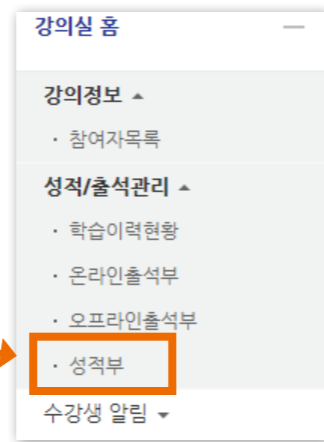 강의실 홈
강의정보 ▲
· 참여자목록
성적/출석관리 ▲
· 학습이력현황
· 온라인출석부
· 오프라인출석부
· 성적부
수강생 알림 ▼